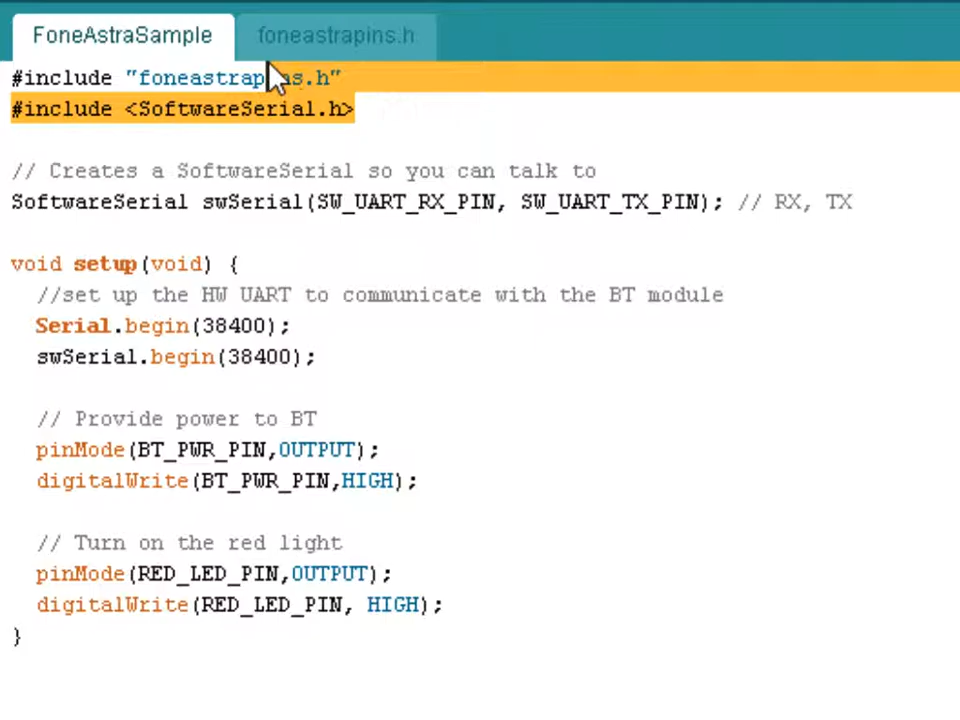 FoneAstraSample foneastrapins.h
#include "foneastrapins.h"
#include <SoftwareSerial.h>
// Creates a SoftwareSerial so you can talk to
SoftwareSerial swSerial(SW_UART_RX_PIN, SW_UART_TX_PIN); // RX, TX
void setup(void) {
//set up the HW UART to communicate with the BT module
Serial.begin(38400);
swSerial.begin(38400);
// Provide power to BT
pinMode(BT_PWR_PIN,OUTPUT);
digitalWrite(BT_PWR_PIN,HIGH);
// Turn on the red light
pinMode(RED_LED_PIN,OUTPUT);
digitalWrite(RED_LED_PIN, HIGH);
}